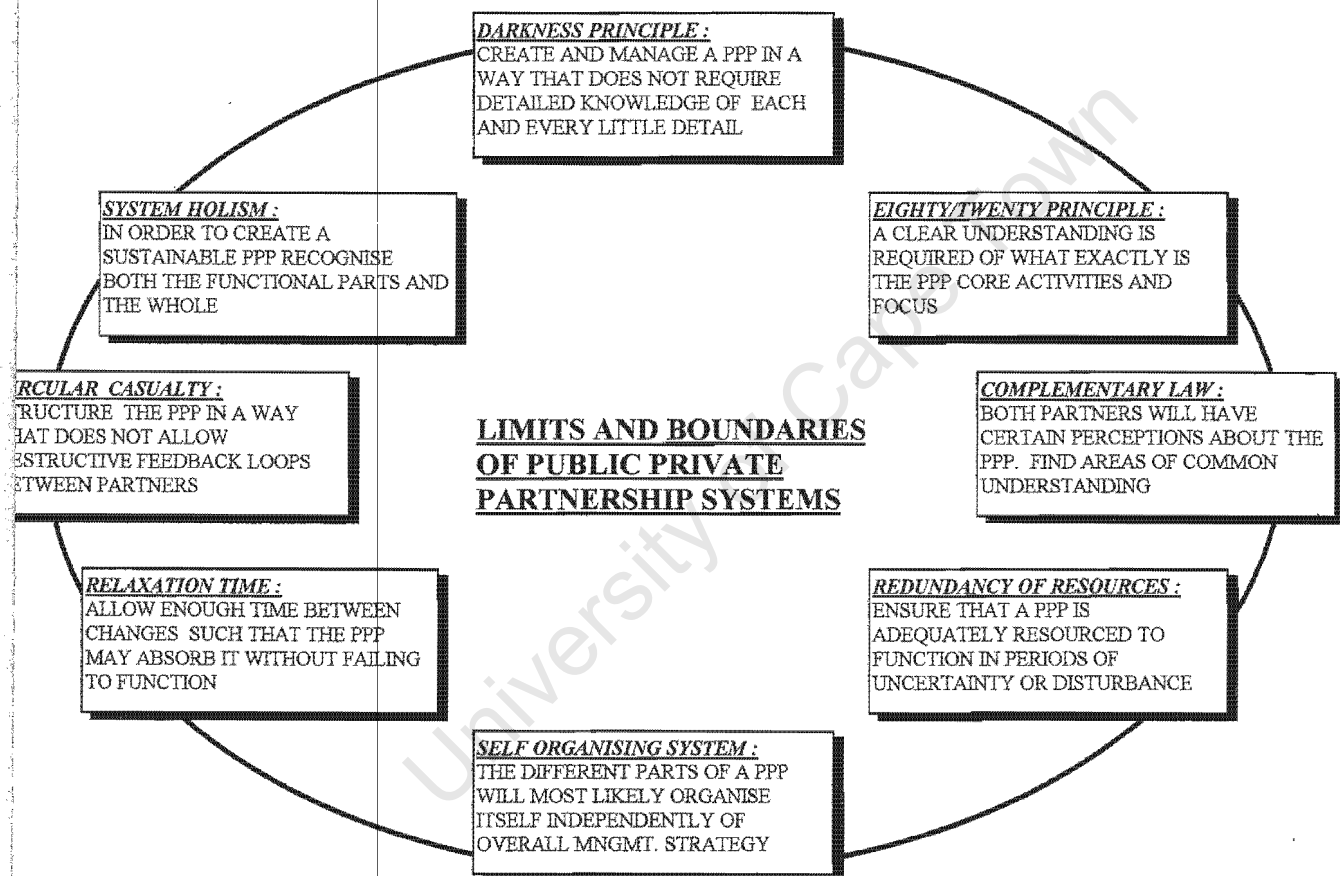 DARKNESS PRINCIPLE :
CREATE AND MANAGE A PPP IN A
WAY THAT DOES NOT REQUIRE
DETAILED KNOWLEDGE OF EACH
AND EVERY LITTLE DETAIL
SYSTEM HOLISM :
IN ORDER TO CREATE A
SUSTAINABLE PPP RECOGNISE
BOTH THE FUNCTIONAL PARTS AND
THE WHOLE
EIGHTY/TWENTY PRINCIPLE :
A CLEAR UNDERSTANDING IS
REQUIRED OF WHAT EXACTLY IS
THE PPP CORE ACTIVITIES AND
FOCUS
RCULAR CASUALTY :
TRUCTURE THE PPP IN A WAY
HAT DOES NOT ALLOW
ESTRUCTIVE FEEDBACK LOOPS
ETWEEN PARTNERS
LIMITS AND BOUNDARIES
OF PUBLIC PRIVATE
PARTNERSHIP SYSTEMS
COMPLEMENTARY LAW :
BOTH PARTNERS WILL HAVE
CERTAIN PERCEPTIONS ABOUT THE
PPP. FIND AREAS OF COMMON
UNDERSTANDING
RELAXATION TIME :
ALLOW ENOUGH TIME BETWEEN
CHANGES SUCH THAT THE PPP
MAY ABSORB IT WITHOUT FAILING
TO FUNCTION
REDUNDANCY OF RESOURCES :
ENSURE THAT A PPP IS
ADEQUATELY RESOURCED TO
FUNCTION IN PERIODS OF
UNCERTAINTY OR DISTURBANCE
SELF ORGANISING SYSTEM :
THE DIFFERENT PARTS OF A PPP
WILL MOST LIKELY ORGANISE
ITSELF INDEPENDENTLY OF
OVERALL MNGMT. STRATEGY
University of Cape Town